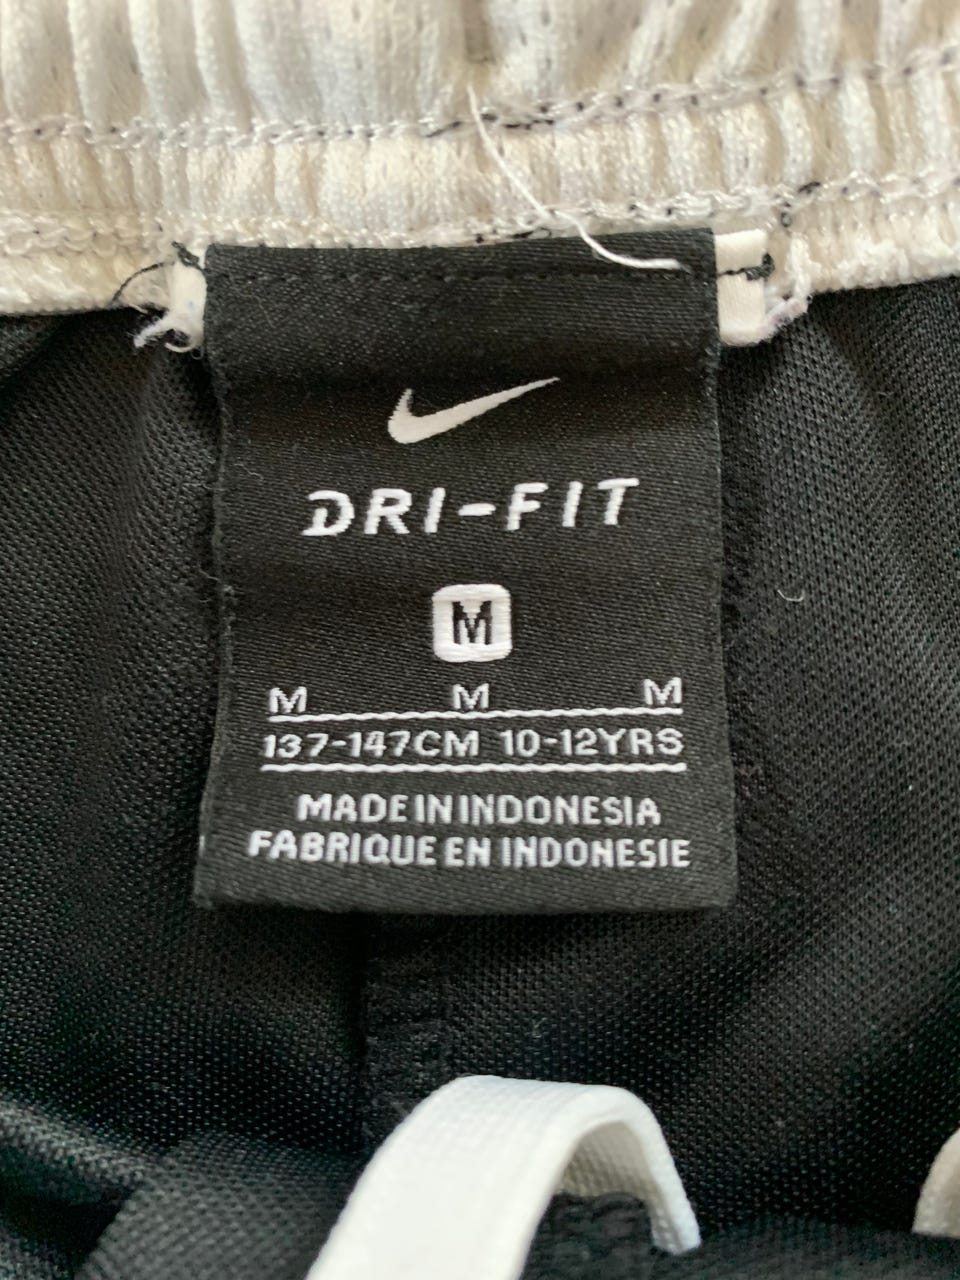 DRI-FIT
M
M M M
137-147CM 10-12YRS
MADE IN INDONESIA
FABRIQUE EN INDONESIE